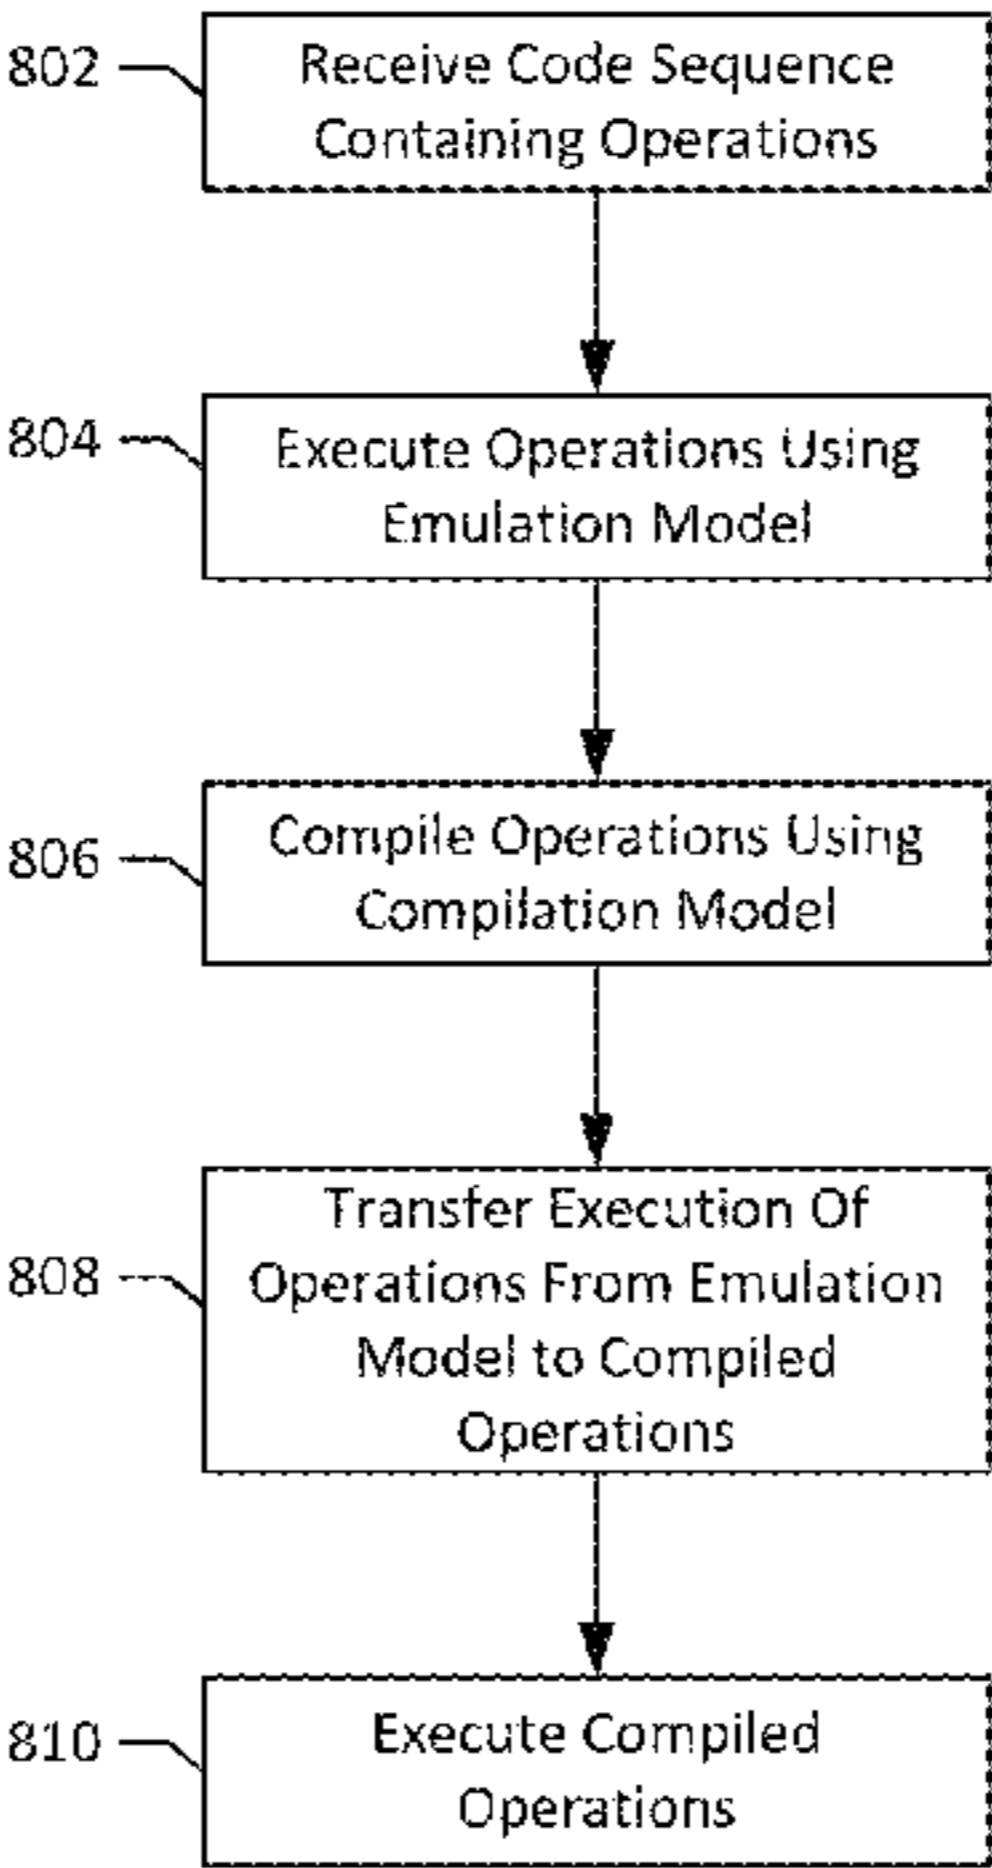 802
Receive Code Sequence
Containing Operations
804
Execute Operations Using
Emulation Model
806
Compile Operations Using
Compilation Model
808
Transfer Execution Of
Operations From Emulation
Model to Compiled
Operations
810
Execute Compiled
Operations